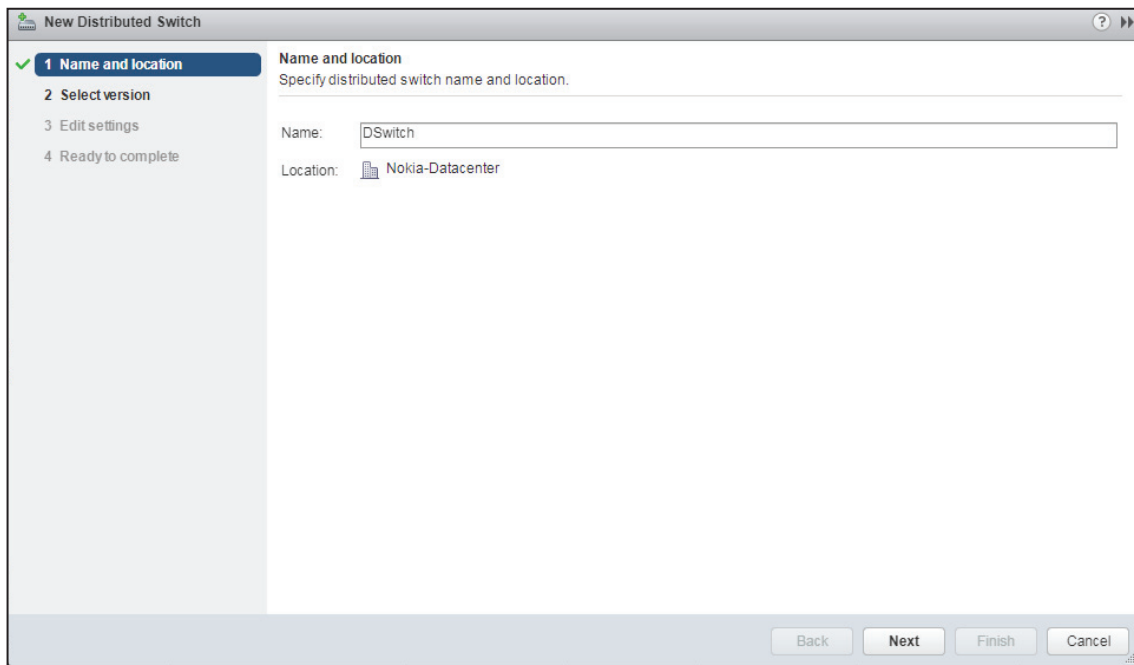 New Distributed Switch
?
1 Name and location
2 Select version
3 Edit settings
4 Ready to complete
Name and location
Specify distributed switch name and location.
Name: DSwitch
Location: Nokia-Datacenter
Back Next Finish Cancel